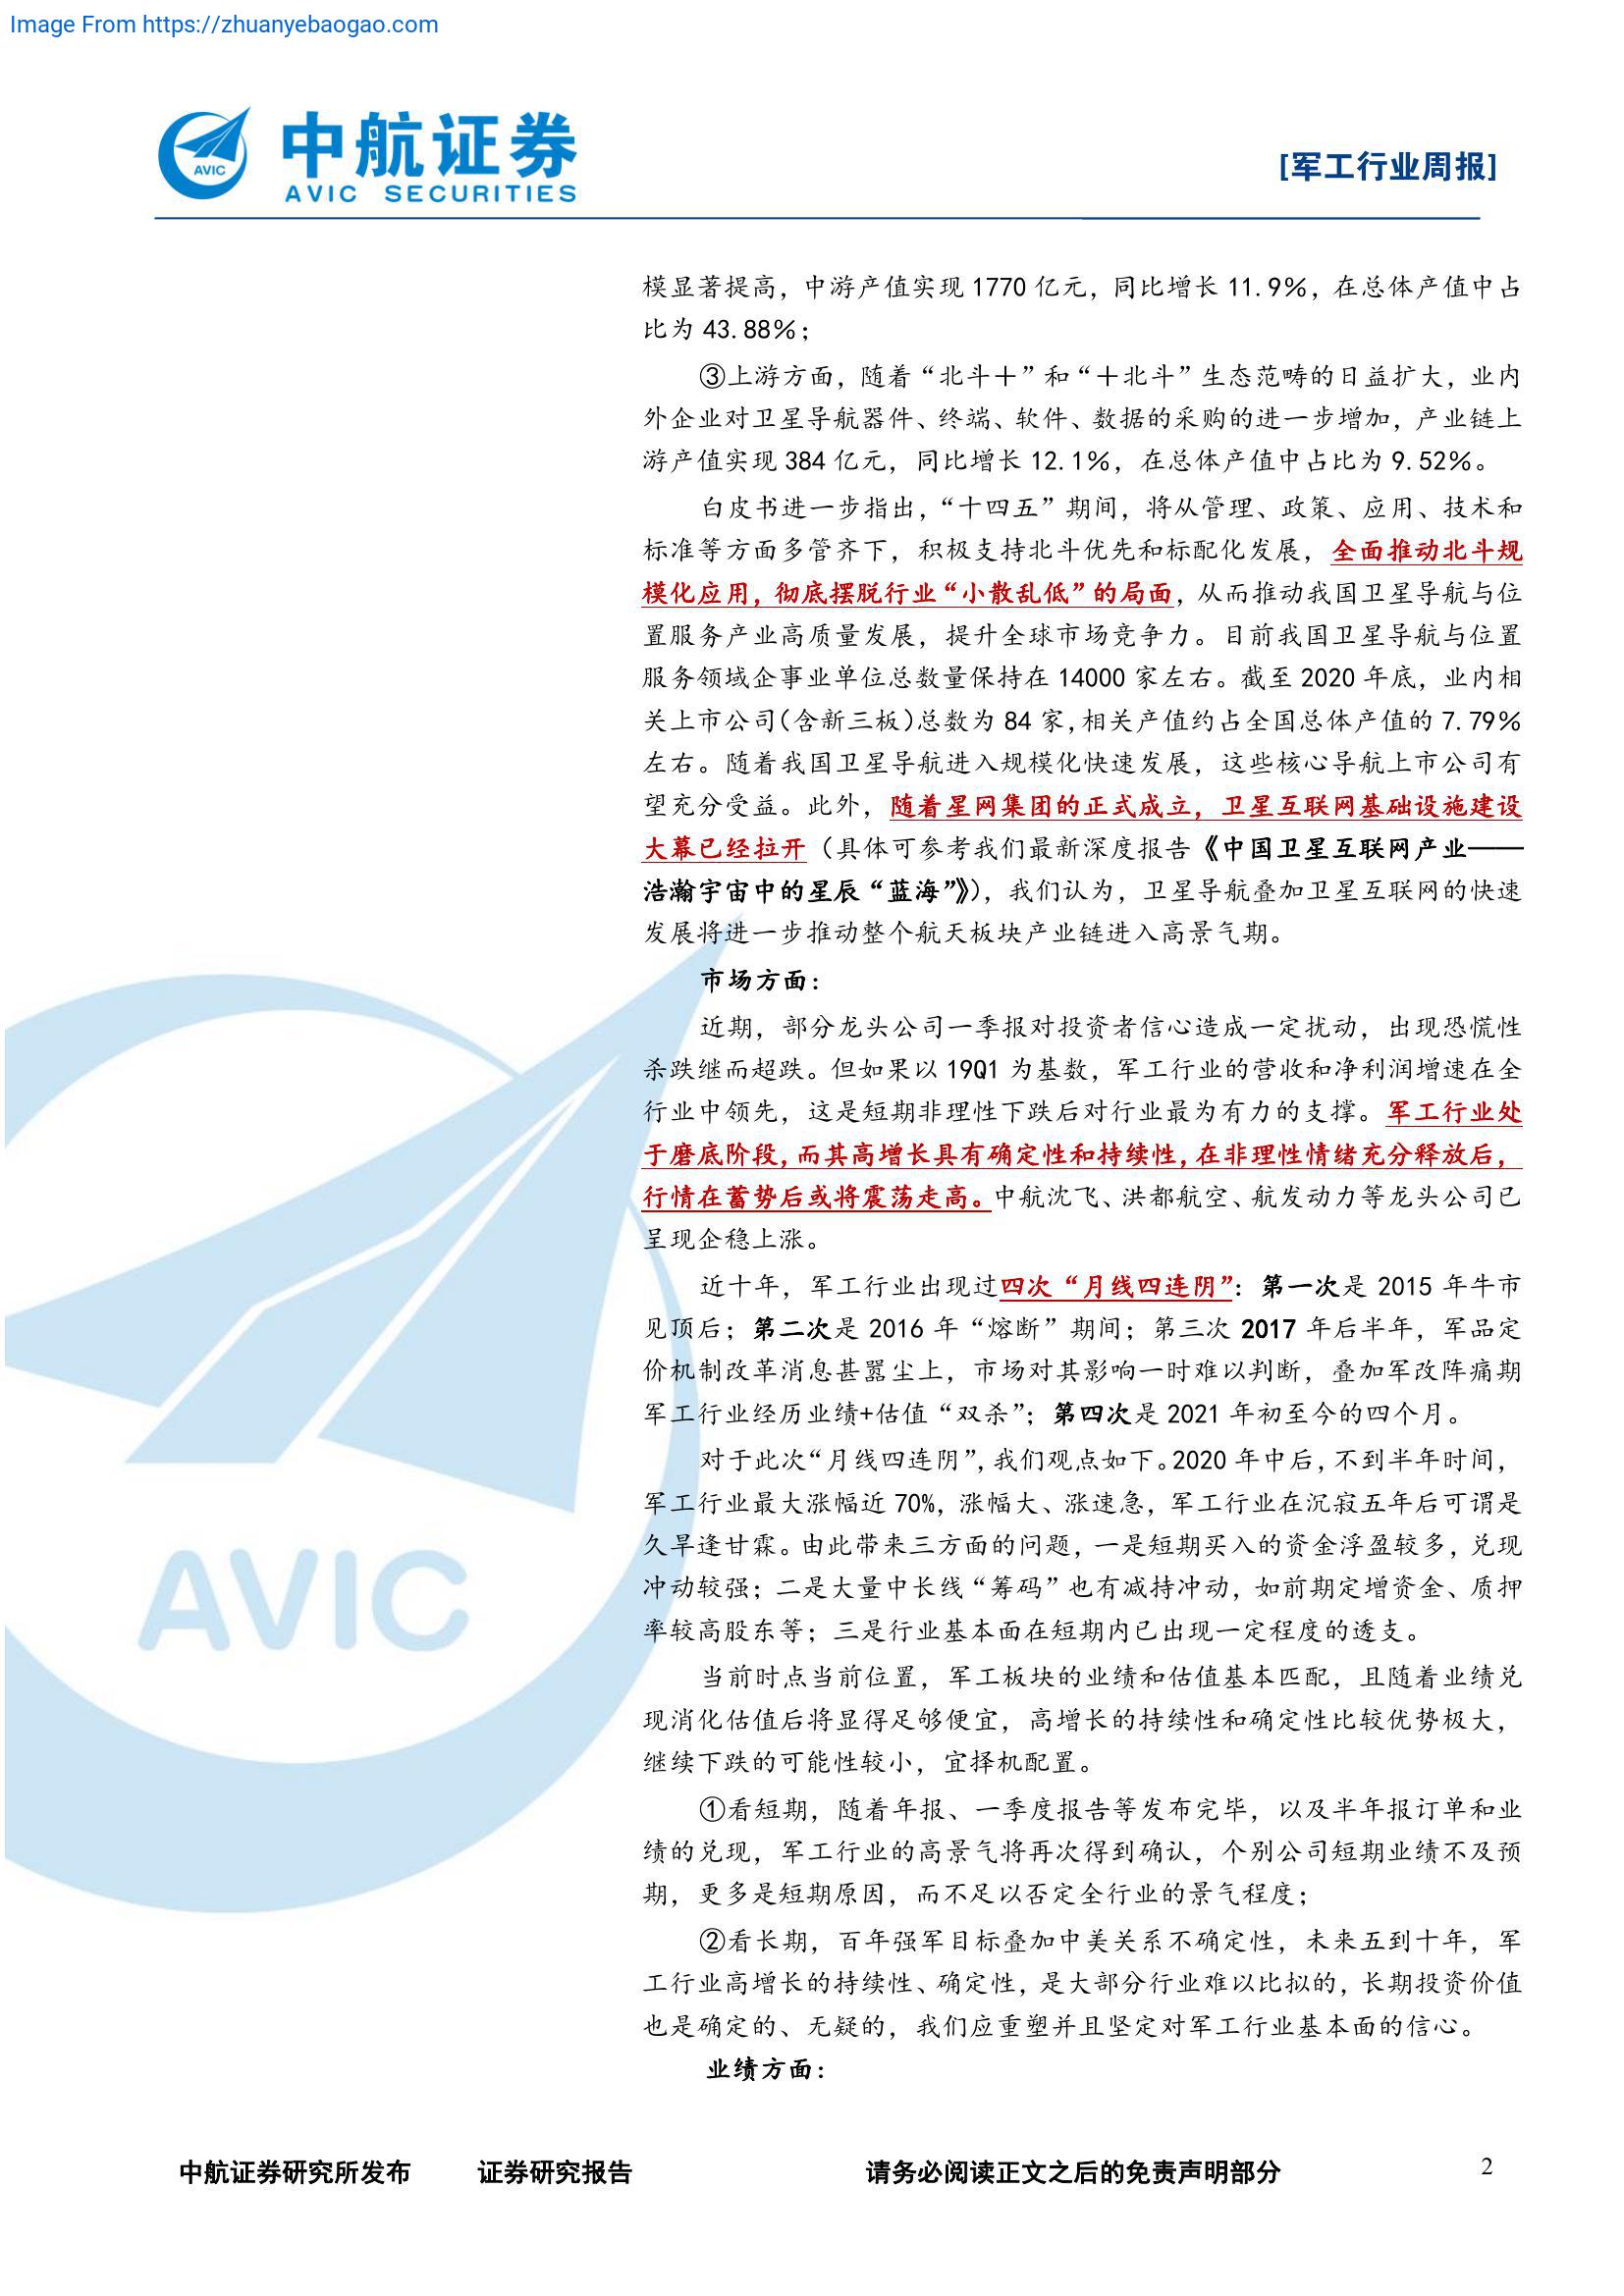 Image From https://zhuanyebaogao.com
AVIC
中航证券
AVIC SECURITIES
[军工行业周报]
模显著提高，中游产值实现 1770 亿元，同比增长 11.9%，在总体产值中占
比为 43.88%；
③上游方面，随着“北斗＋”和“＋北斗”生态范畴的日益扩大，业内
外企业对卫星导航器件、终端、软件、数据的采购的进一步增加，产业链上
游产值实现 384 亿元，同比增长 12.1%，在总体产值中占比为 9.52%。
白皮书进一步指出，“十四五”期间，将从管理、政策、应用、技术和
标准等方面多管齐下，积极支持北斗优先和标配化发展，全面推动北斗规
模化应用，彻底摆脱行业“小散乱低”的局面，从而推动我国卫星导航与位
置服务产业高质量发展，提升全球市场竞争力。目前我国卫星导航与位置
服务领域企事业单位总数量保持在 14000 家左右。截至 2020 年底，业内相
关上市公司(含新三板)总数为 84 家,相关产值约占全国总体产值的 7.79%
左右。随着我国卫星导航进入规模化快速发展，这些核心导航上市公司有
望充分受益。此外，随着星网集团的正式成立，卫星互联网基础设施建设
大幕已经拉开（具体可参考我们最新深度报告《中国卫星互联网产业——
浩瀚宇宙中的星辰“蓝海”》），我们认为，卫星导航叠加卫星互联网的快速
发展将进一步推动整个航天板块产业链进入高景气期。
市场方面：
近期，部分龙头公司一季报对投资者信心造成一定扰动，出现恐慌性
杀跌继而超跌。但如果以 19Q1 为基数，军工行业的营收和净利润增速在全
行业中领先，这是短期非理性下跌后对行业最为有力的支撑。军工行业处
于磨底阶段，而其高增长具有确定性和持续性，在非理性情绪充分释放后，
行情在蓄势后或将震荡走高。中航沈飞、洪都航空、航发动力等龙头公司已
呈现企稳上涨。
近十年，军工行业出现过四次“月线四连阴”：第一次是 2015 年牛市
见顶后；第二次是 2016 年“熔断”期间；第三次 2017 年后半年，军品定
价机制改革消息甚嚣尘上，市场对其影响一时难以判断，叠加军改阵痛期
军工行业经历业绩+估值“双杀”；第四次是 2021 年初至今的四个月。
对于此次“月线四连阴”，我们观点如下。2020 年中后，不到半年时间，
军工行业最大涨幅近 70%，涨幅大、涨速急，军工行业在沉寂五年后可谓是
久旱逢甘霖。由此带来三方面的问题，一是短期买入的资金浮盈较多，兑现
冲动较强；二是大量中长线“筹码”也有减持冲动，如前期定增资金、质押
率较高股东等；三是行业基本面在短期内已出现一定程度的透支。
当前时点当前位置，军工板块的业绩和估值基本匹配，且随着业绩兑
现消化估值后将显得足够便宜，高增长的持续性和确定性比较优势极大，
继续下跌的可能性较小，宜择机配置。
①看短期，随着年报、一季度报告等发布完毕，以及半年报订单和业
绩的兑现，军工行业的高景气将再次得到确认，个别公司短期业绩不及预
期，更多是短期原因，而不足以否定全行业的景气程度；
②看长期，百年强军目标叠加中美关系不确定性，未来五到十年，军
工行业高增长的持续性、确定性，是大部分行业难以比拟的，长期投资价值
也是确定的、无疑的，我们应重塑并且坚定对军工行业基本面的信心。
业绩方面：
AVIC
中航证券研究所发布 证券研究报告 请务必阅读正文之后的免责声明部分 2